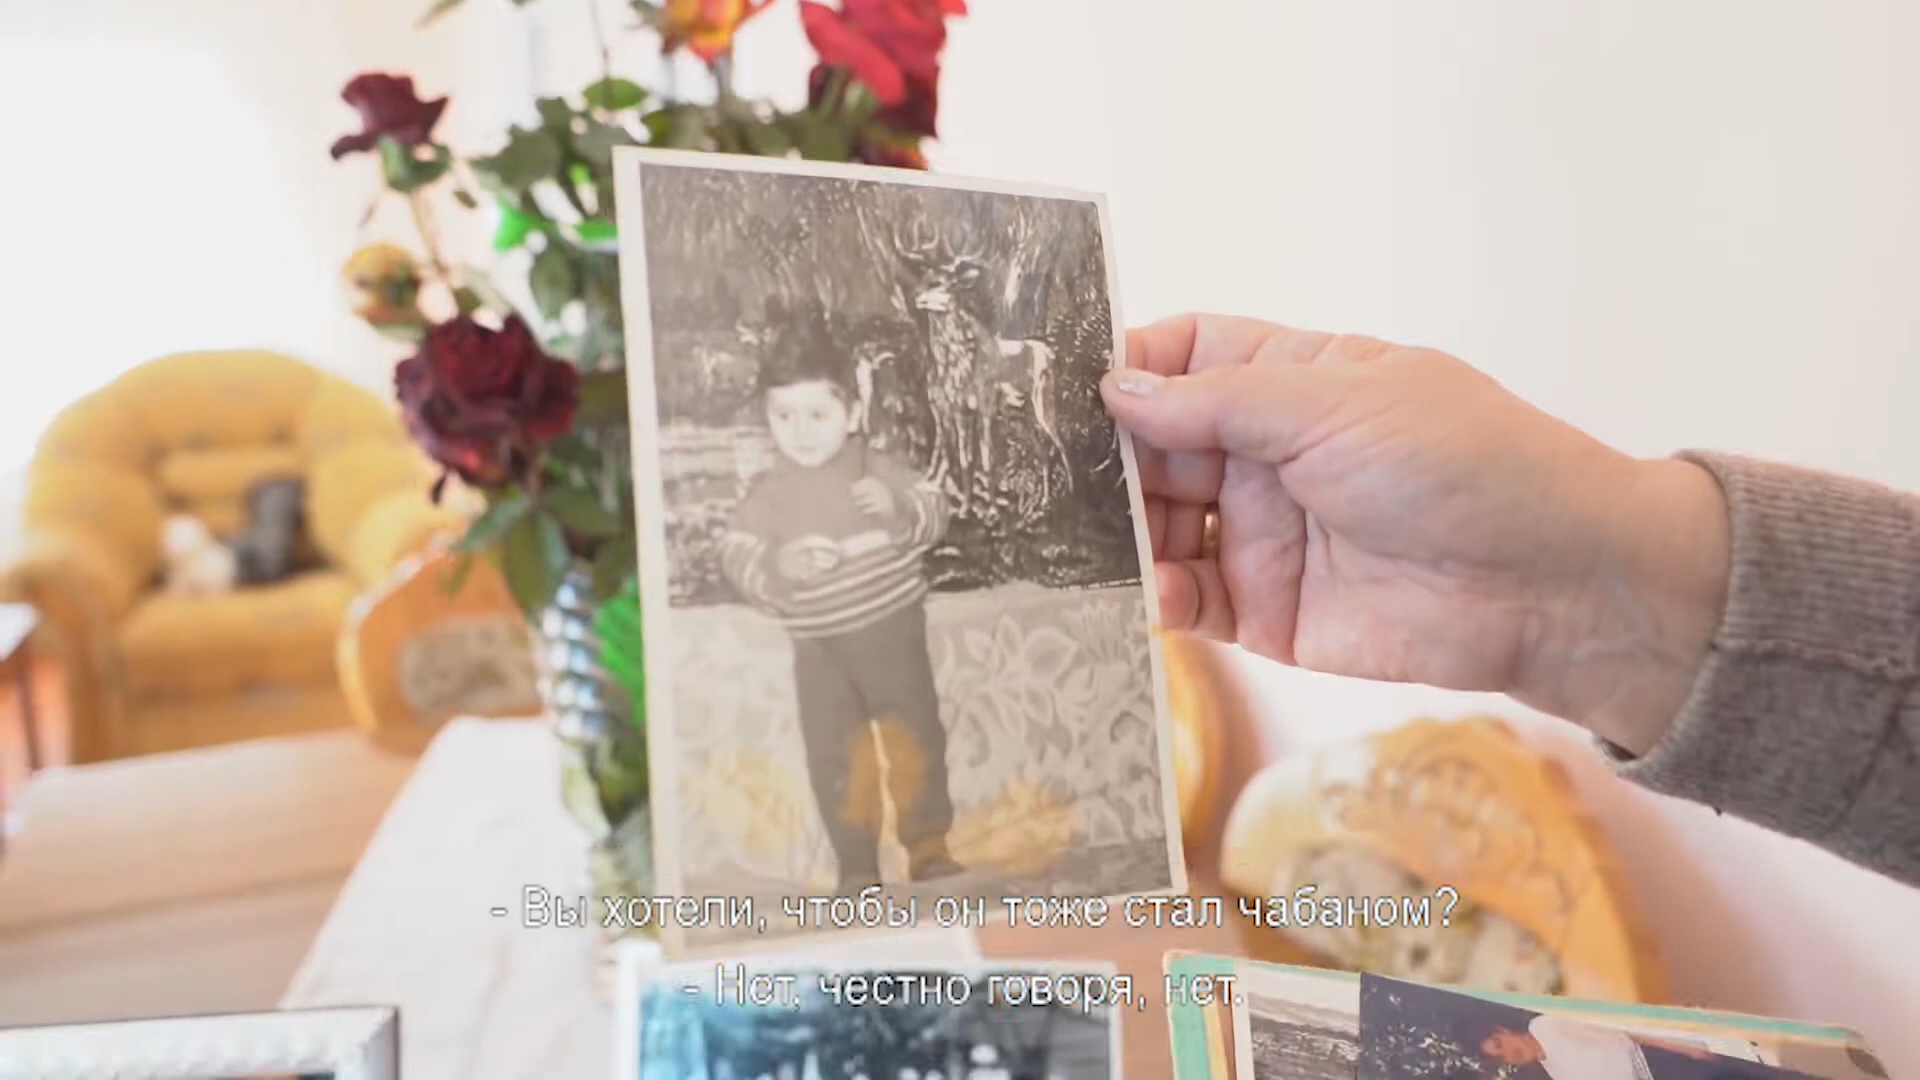 - Вы хотели, чтобы он тоже стал чабаном?
- Нет, честно говоря, нет.